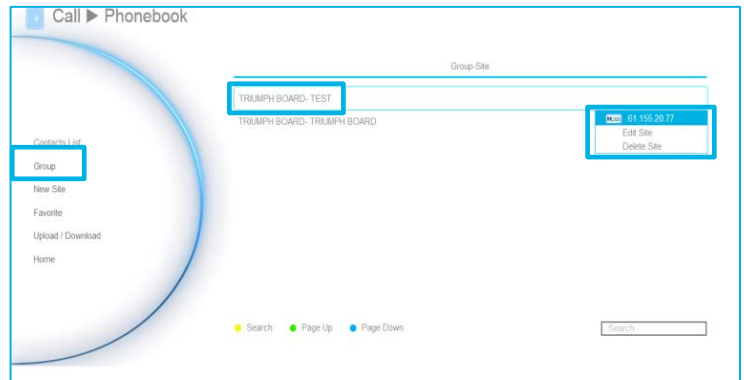 Call ▶ Phonebook
Group-Site
TRIUMPH BOARD- TEST
TRIUMPH BOARD- TRIUMPH BOARD
H.323 61.155.20.77
Edit Site
Delete Site
Contacts List
Group
New Site
Favorite
Upload / Download
Home
Search
Page Up
Page Down
Search